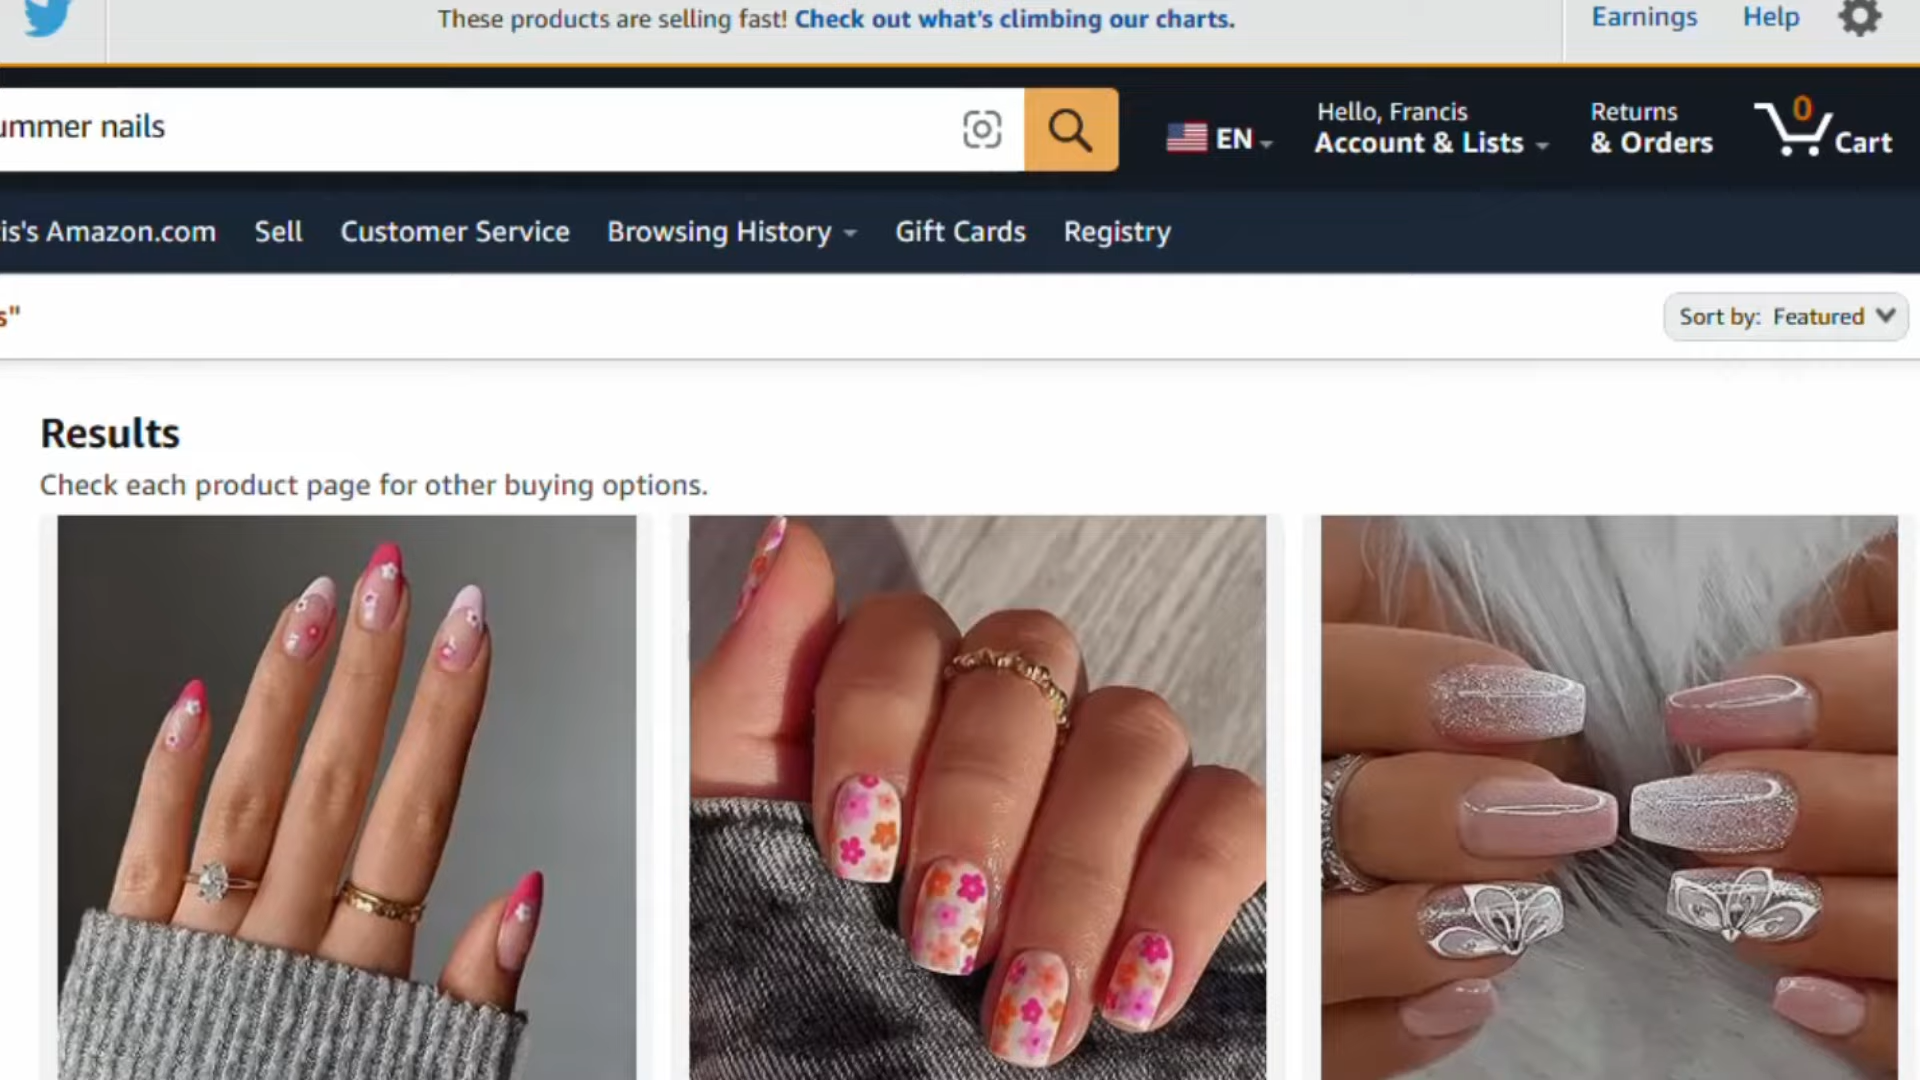 These products are selling fast! Check out what's climbing our charts.
Earnings
Help
ummer nails
EN
Hello, Francis
Account & Lists
Returns
& Orders
0
Cart
is's Amazon.com
Sell
Customer Service
Browsing History
Gift Cards
Registry
s"
Sort by: Featured
Results
Check each product page for other buying options.